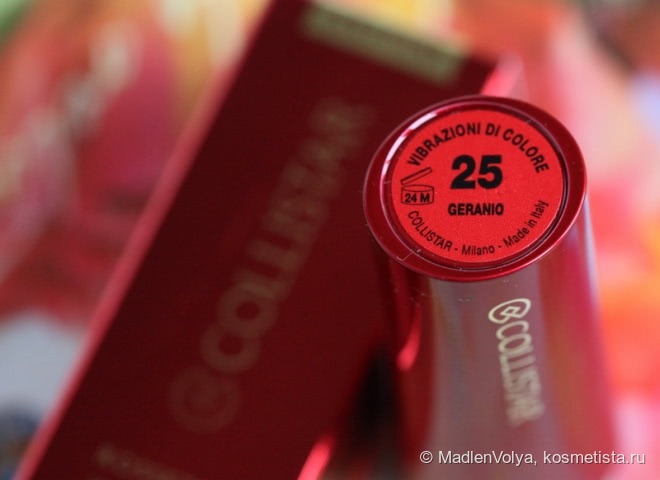 VIBRAZIONI DI COLORE
25
24 M
GERANIO
COLLISTAR - Milano - Made in Italy
COLLISTAR
COLLISTAR
© MadlenVolya, kosmetista.ru